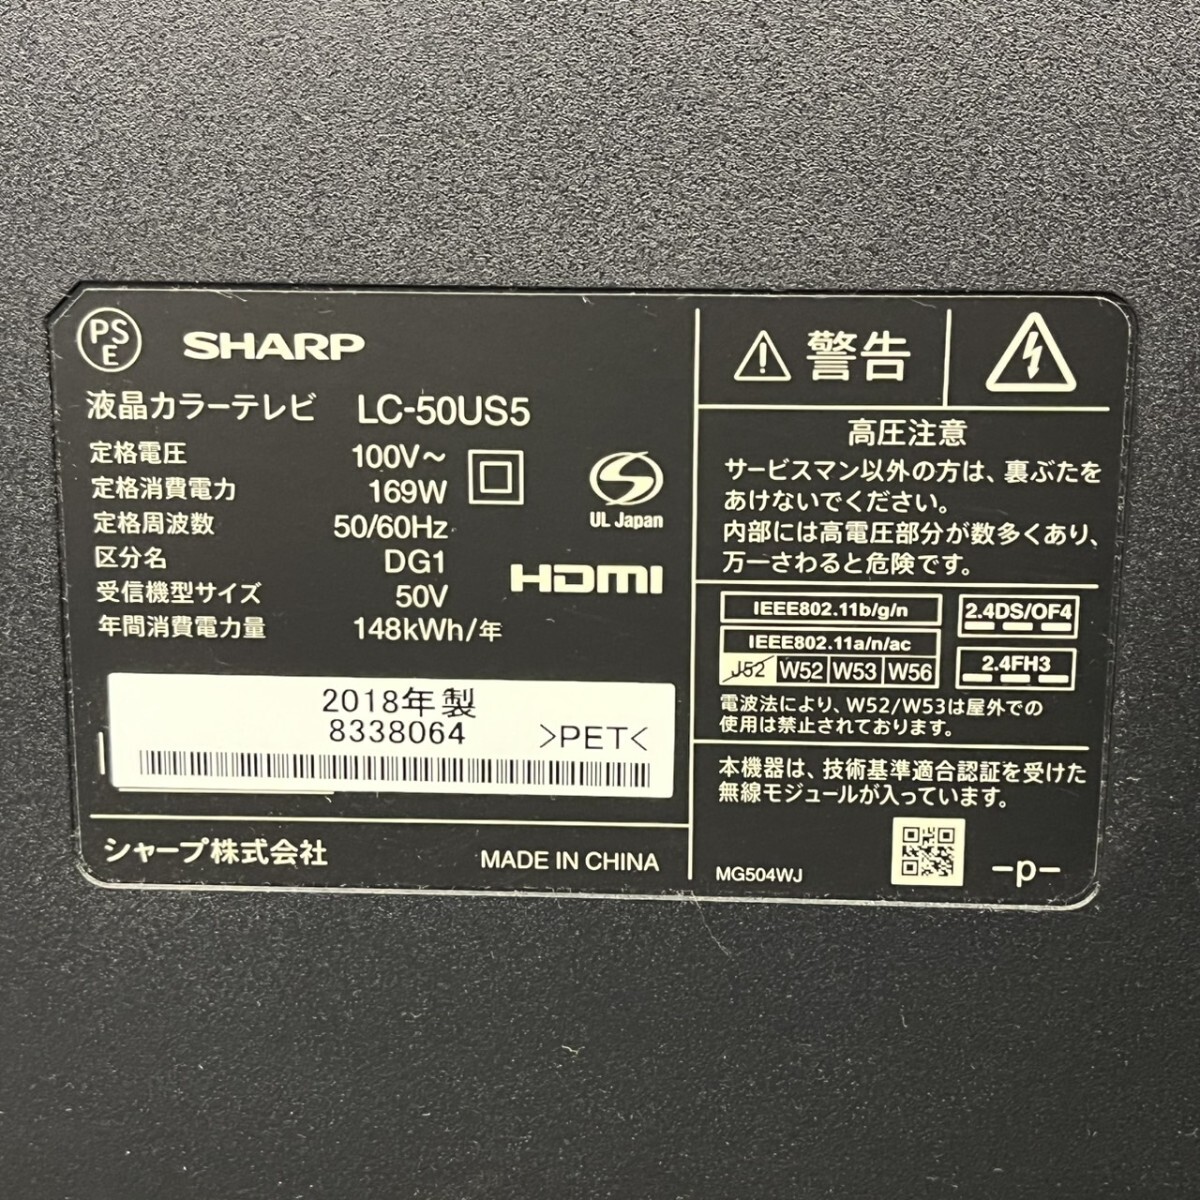 PS
E
SHARP
液晶カラーテレビ LC-50US5
定格電圧 100V～
定格消費電力 169W
定格周波数 50/60Hz
区分名 DG1
受信機型サイズ 50V
年間消費電力量 148kWh/年
UL Japan
HDMI
2018年製
8338064 >PET<
シャープ株式会社 MADE IN CHINA
警告
高圧注意
サービスマン以外の方は、裏ぶたを
あけないでください。
内部には高電圧部分が数多くあり、
万一さわると危険です。
IEEE802.11b/g/n
IEEE802.11a/n/ac
J52 W52 W53 W56
2.4DS/OF4
2.4FH3
電波法により、W52/W53は屋外での
使用は禁止されております。
本機器は、技術基準適合認証を受けた
無線モジュールが入っています。
MG504WJ -p-